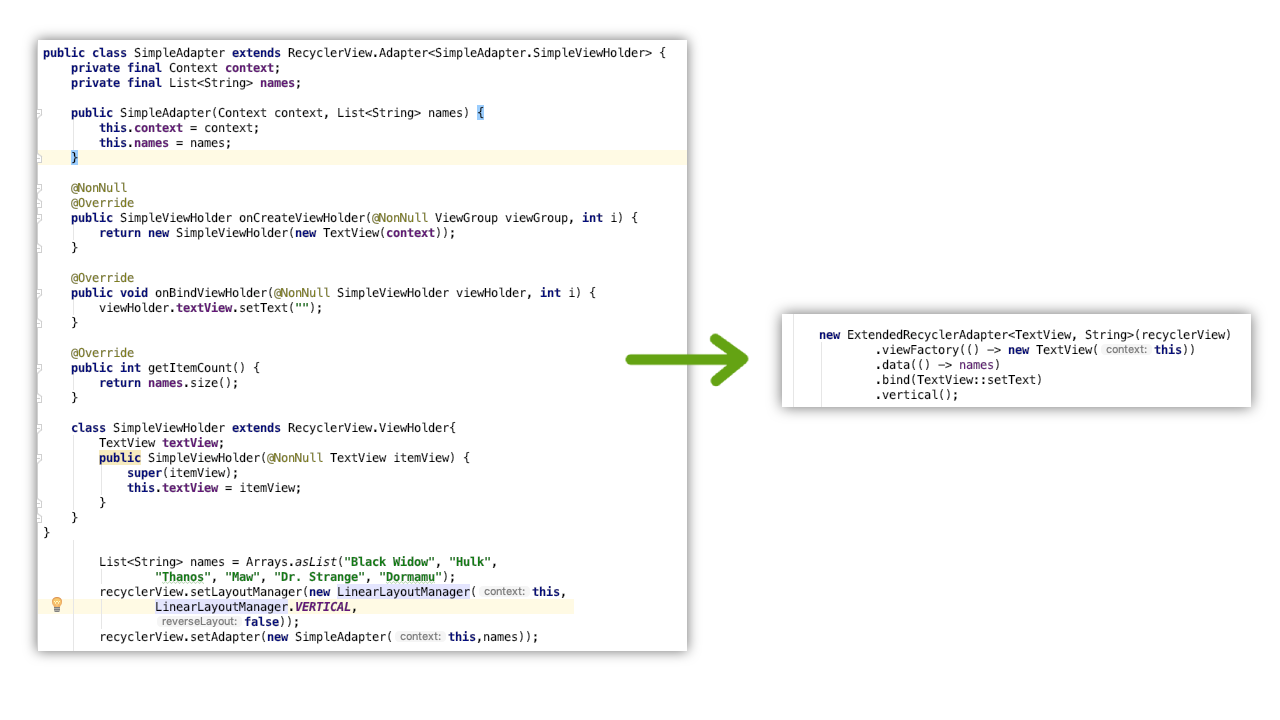 public class SimpleAdapter extends RecyclerView.Adapter<SimpleAdapter.SimpleViewHolder> {
    private final Context context;
    private final List<String> names;

    public SimpleAdapter(Context context, List<String> names) {
        this.context = context;
        this.names = names;
    }

    @NonNull
    @Override
    public SimpleViewHolder onCreateViewHolder(@NonNull ViewGroup viewGroup, int i) {
        return new SimpleViewHolder(new TextView(context));
    }

    @Override
    public void onBindViewHolder(@NonNull SimpleViewHolder viewHolder, int i) {
        viewHolder.textView.setText("");
    }

    @Override
    public int getItemCount() {
        return names.size();
    }

    class SimpleViewHolder extends RecyclerView.ViewHolder{
        TextView textView;
        public SimpleViewHolder(@NonNull TextView itemView) {
            super(itemView);
            this.textView = itemView;
        }
    }
}

        List<String> names = Arrays.asList("Black Widow", "Hulk",
                "Thanos", "Maw", "Dr. Strange", "Dormamu");
        recyclerView.setLayoutManager(new LinearLayoutManager( context: this,
                LinearLayoutManager.VERTICAL,
                reverseLayout: false));
        recyclerView.setAdapter(new SimpleAdapter( context: this,names));

new ExtendedRecyclerAdapter<TextView, String>(recyclerView)
        .viewFactory(() -> new TextView( context: this))
        .data(() -> names)
        .bind(TextView::setText)
        .vertical();